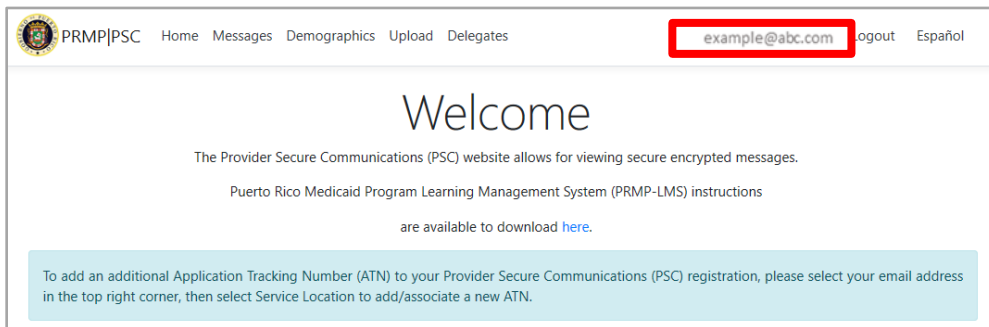 PRMP|PSC Home Messages Demographics Upload Delegates example@abc.com Logout Español
Welcome
The Provider Secure Communications (PSC) website allows for viewing secure encrypted messages.
Puerto Rico Medicaid Program Learning Management System (PRMP-LMS) instructions
are available to download here.
To add an additional Application Tracking Number (ATN) to your Provider Secure Communications (PSC) registration, please select your email address
in the top right corner, then select Service Location to add/associate a new ATN.